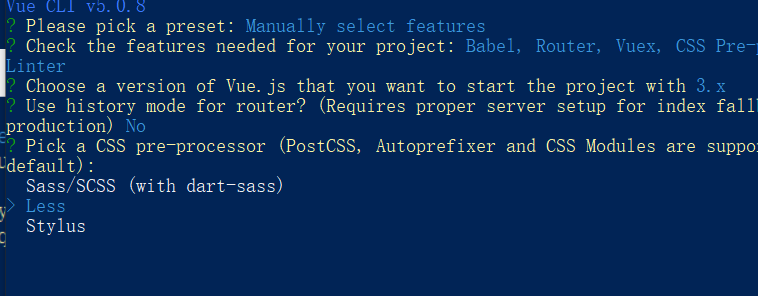 Vue CLI v5.0.8
? Please pick a preset: Manually select features
? Check the features needed for your project: Babel, Router, Vuex, CSS Pre-
Linter
? Choose a version of Vue.js that you want to start the project with 3.x
? Use history mode for router? (Requires proper server setup for index fall
production) No
? Pick a CSS pre-processor (PostCSS, Autoprefixer and CSS Modules are suppo
default):
Sass/SCSS (with dart-sass)
> Less
Stylus